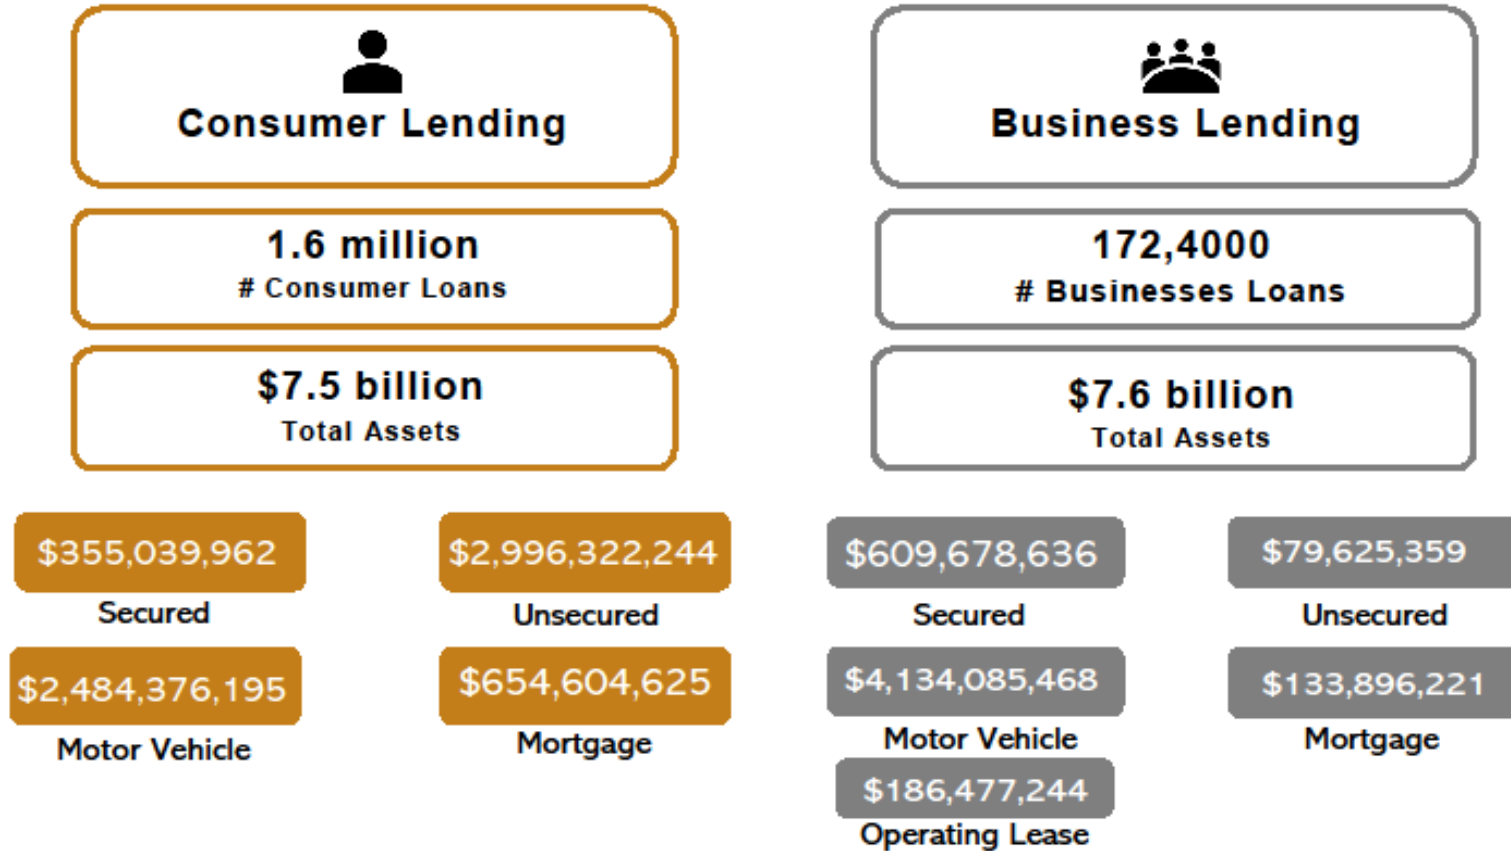 Consumer Lending
1.6 million
# Consumer Loans
$7.5 billion
Total Assets
$355,039,962
Secured
$2,996,322,244
Unsecured
$2,484,376,195
Motor Vehicle
$654,604,625
Mortgage
Business Lending
172,4000
# Businesses Loans
$7.6 billion
Total Assets
$609,678,636
Secured
$79,625,359
Unsecured
$4,134,085,468
Motor Vehicle
$133,896,221
Mortgage
$186,477,244
Operating Lease